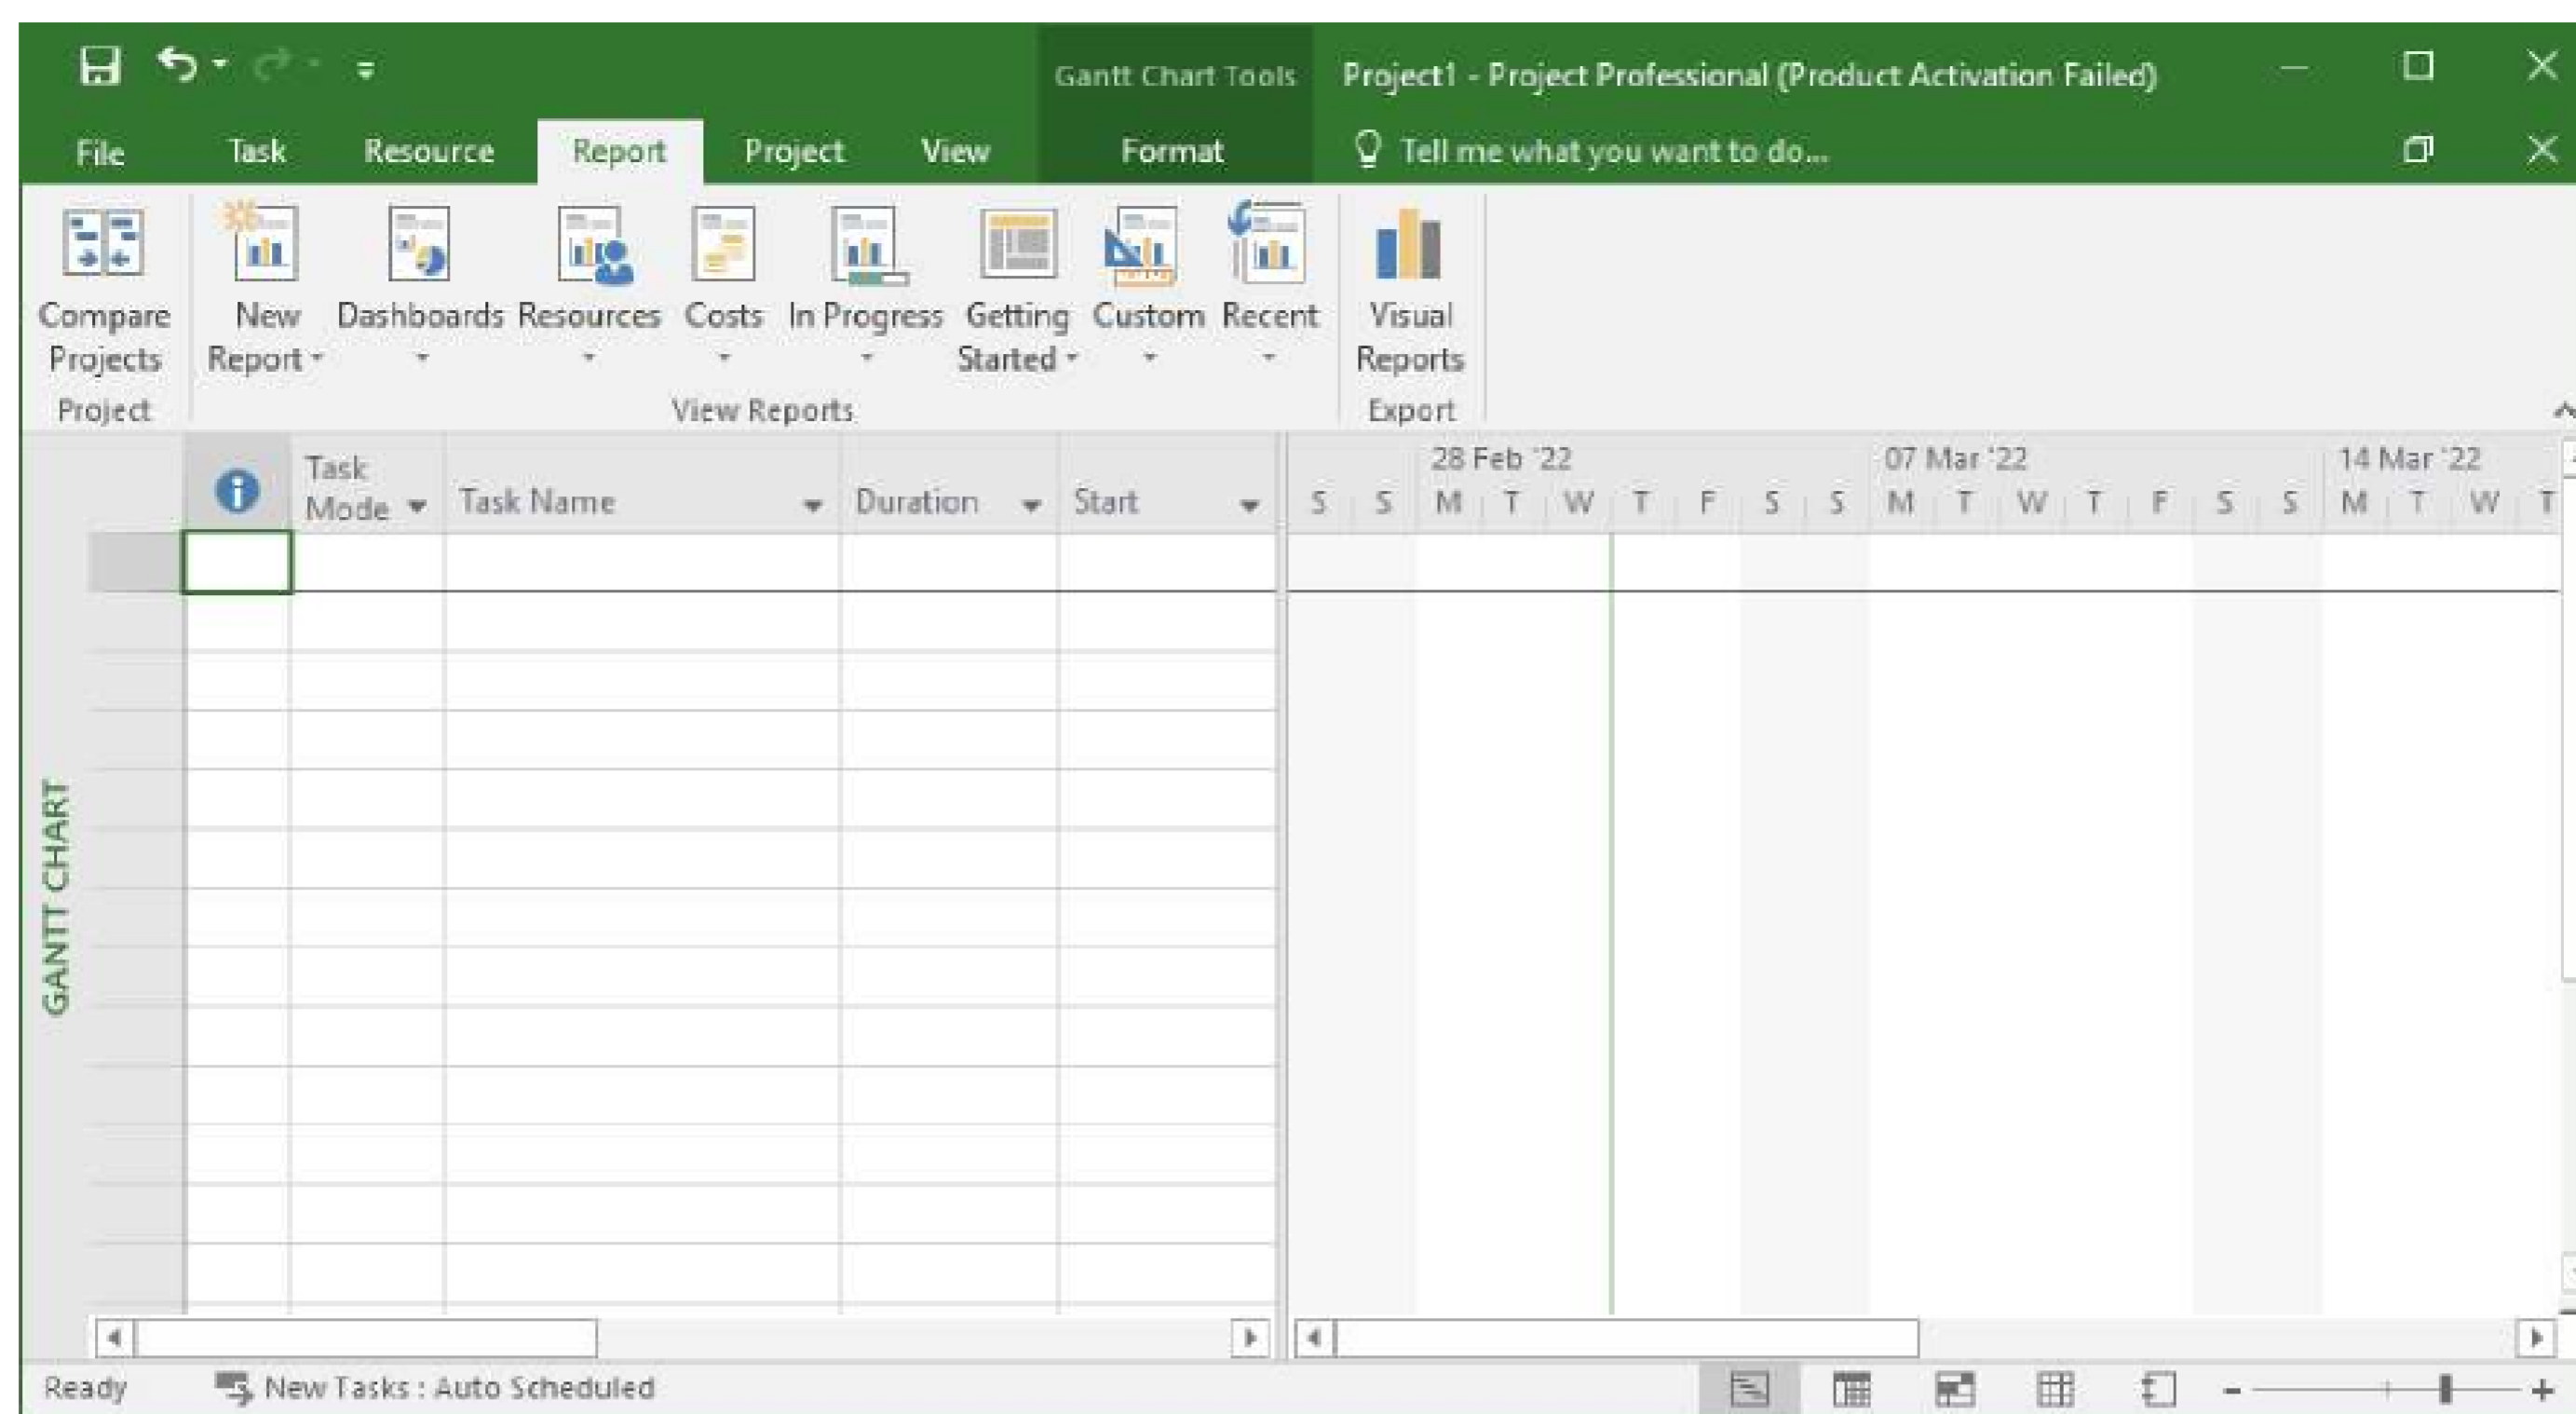 Gantt Chart Tools Project1 - Project Professional (Product Activation Failed)
File Task Resource Report Project View Format Tell me what you want to do...
Compare Projects New Report Dashboards Resources Costs In Progress Getting Started Custom Recent Visual Reports
Project View Reports Export
Task Mode Task Name Duration Start
28 Feb '22 07 Mar '22 14 Mar '22
S S M T W T F S S M T W T F S S M T W T
GANTT CHART
Ready New Tasks : Auto Scheduled